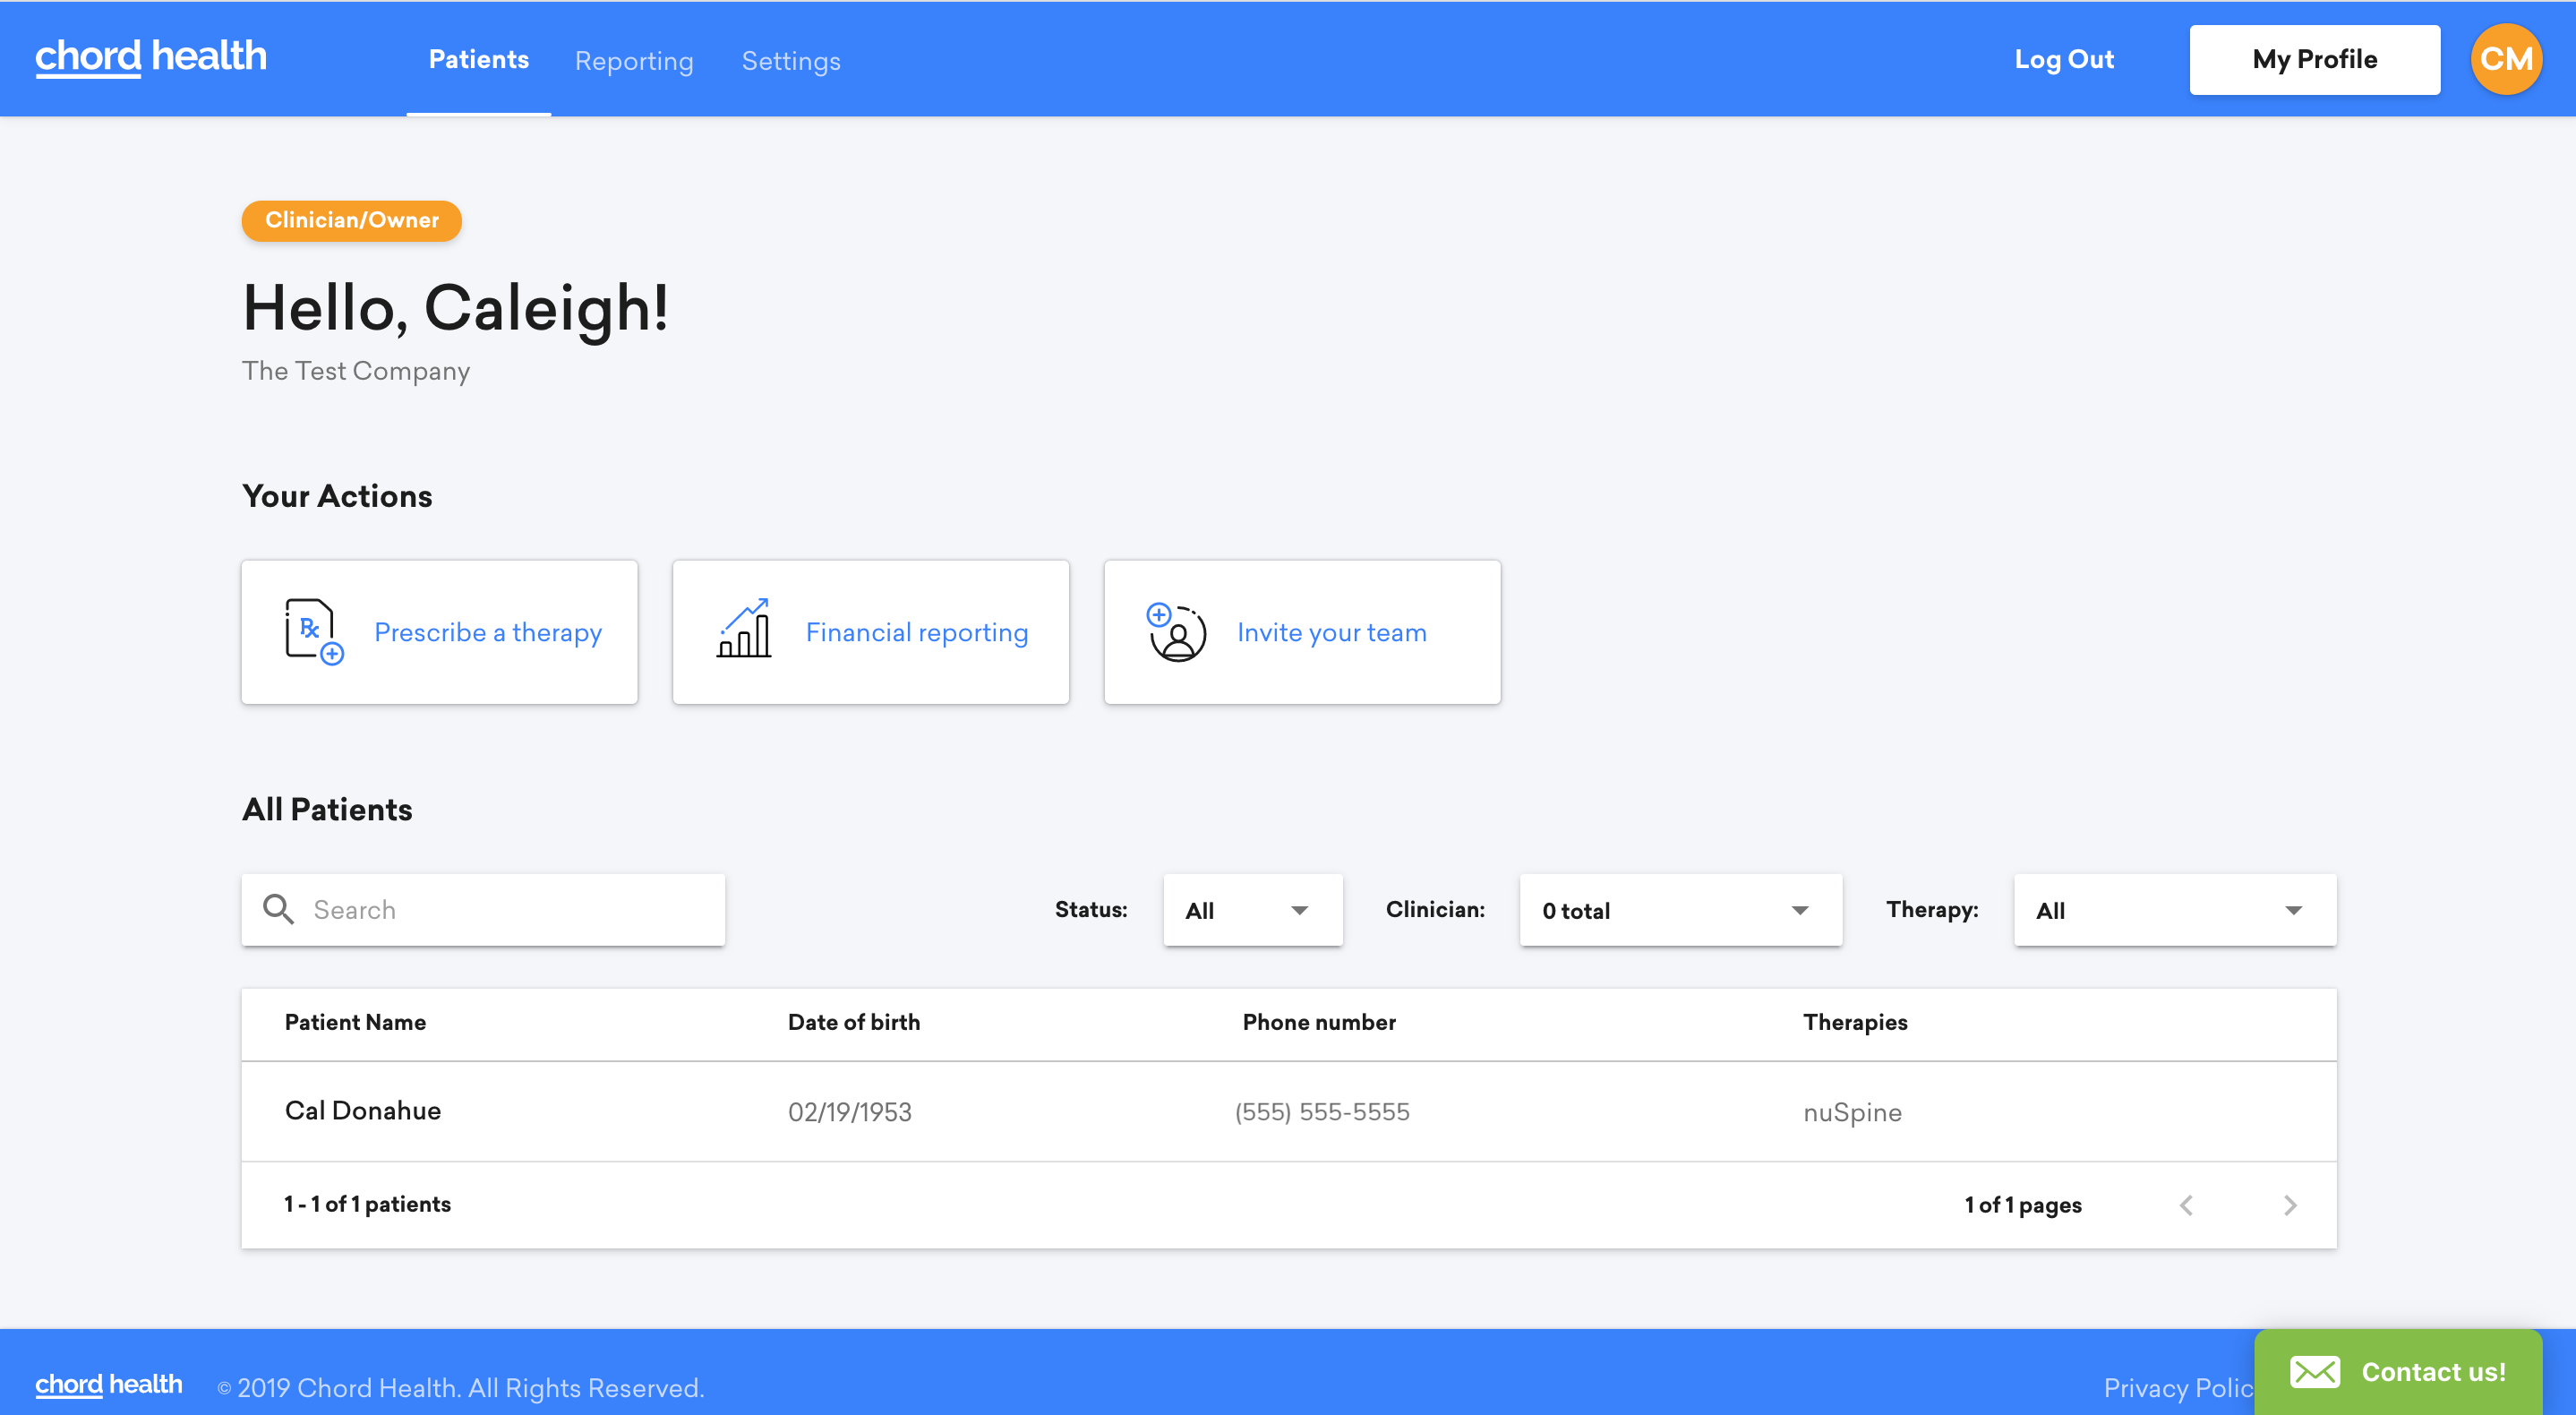 chord health
Patients Reporting Settings
Log Out My Profile CM
Clinician/Owner
Hello, Caleigh!
The Test Company
Your Actions
Rx Prescribe a therapy
Financial reporting
Invite your team
All Patients
Search
Status: All
Clinician: 0 total
Therapy: All
Patient Name Date of birth Phone number Therapies
Cal Donahue 02/19/1953 (555) 555-5555 nuSpine
1 - 1 of 1 patients 1 of 1 pages
chord health © 2019 Chord Health. All Rights Reserved. Privacy Polic
Contact us!